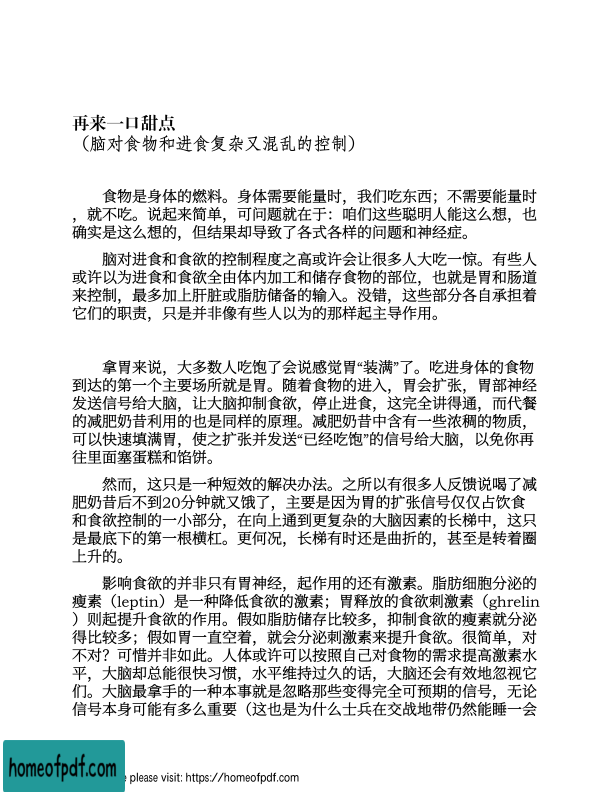 再来一口甜点
（脑对食物和进食复杂又混乱的控制）
食物是身体的燃料。身体需要能量时，我们吃东西；不需要能量时
，就不吃。说起来简单，可问题就在于：咱们这些聪明人能这么想，也
确实是这么想的，但结果却导致了各式各样的问题和神经症。
脑对进食和食欲的控制程度之高或许会让很多人大吃一惊。有些人
或许以为进食和食欲全由体内加工和储存食物的部位，也就是胃和肠道
来控制，最多加上肝脏或脂肪储备的输入。没错，这些部分各自承担着
它们的职责，只是并非像有些人以为的那样起主导作用。
拿胃来说，大多数人吃饱了会说感觉胃“装满”了。吃进身体的食物
到达的第一个主要场所就是胃。随着食物的进入，胃会扩张，胃部神经
发送信号给大脑，让大脑抑制食欲，停止进食，这完全讲得通，而代餐
的减肥奶昔利用的也是同样的原理。减肥奶昔中含有一些浓稠的物质，
可以快速填满胃，使之扩张并发送“已经吃饱”的信号给大脑，以免你再
往里面塞蛋糕和馅饼。
然而，这只是一种短效的解决办法。之所以有很多人反馈说喝了减
肥奶昔后不到20分钟就又饿了，主要是因为胃的扩张信号仅仅占饮食
和食欲控制的一小部分，在向上通到更复杂的大脑因素的长梯中，这只
是最底下的第一根横杠。更何况，长梯有时还是曲折的，甚至是转着圈
上升的。
影响食欲的并非只有胃神经，起作用的还有激素。脂肪细胞分泌的
瘦素（leptin）是一种降低食欲的激素；胃释放的食欲刺激素（ghrelin
）则起提升食欲的作用。假如脂肪储存比较多，抑制食欲的瘦素就分泌
得比较多；假如胃一直空着，就会分泌刺激素来提升食欲。很简单，对
不对？可惜并非如此。人体或许可以按照自己对食物的需求提高激素水
平，大脑却总能很快习惯，水平维持过久的话，大脑还会有效地忽视它
们。大脑最拿手的一种本事就是忽略那些变得完全可预期的信号，无论
信号本身可能有多么重要（这也是为什么士兵在交战地带仍然能睡一会
homeofpdf.com
e please visit: https://homeofpdf.com